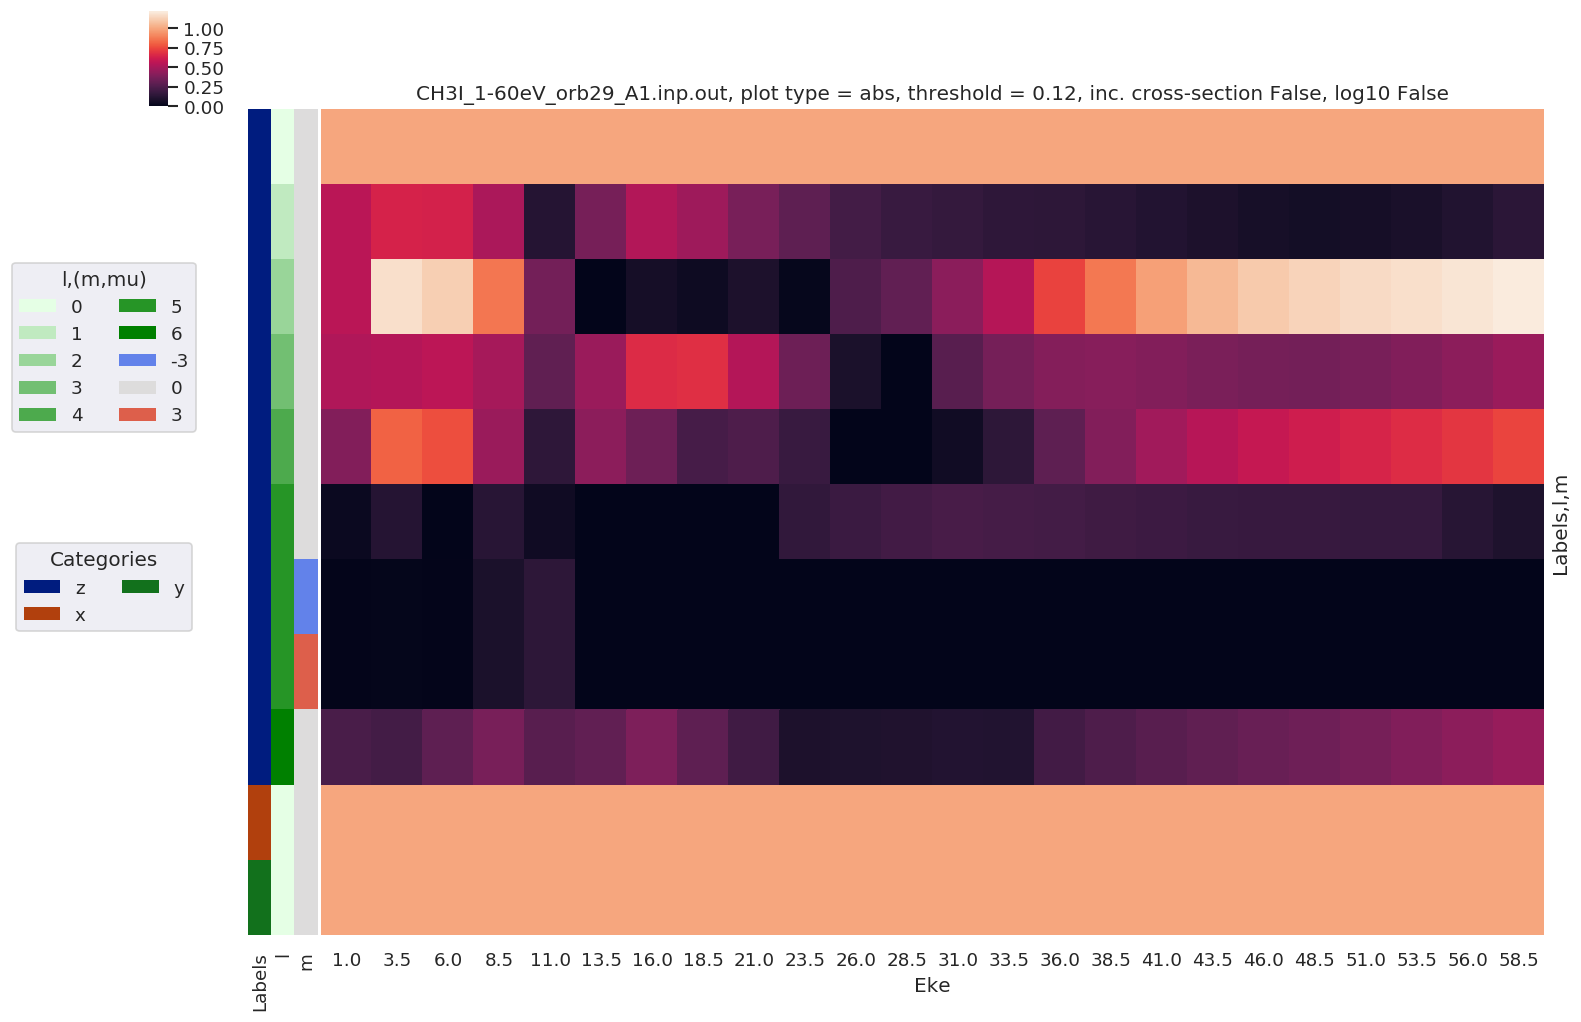 1.00
0.75
0.50
0.25
0.00
CH3I_1-60eV_orb29_A1.inp.out, plot type = abs, threshold = 0.12, inc. cross-section False, log10 False
l,(m,mu)
0 5
1 6
2 -3
3 0
4 3
Categories
z y
x
Labels,l,m
Labels l m
1.0 3.5 6.0 8.5 11.0 13.5 16.0 18.5 21.0 23.5 26.0 28.5 31.0 33.5 36.0 38.5 41.0 43.5 46.0 48.5 51.0 53.5 56.0 58.5
Eke